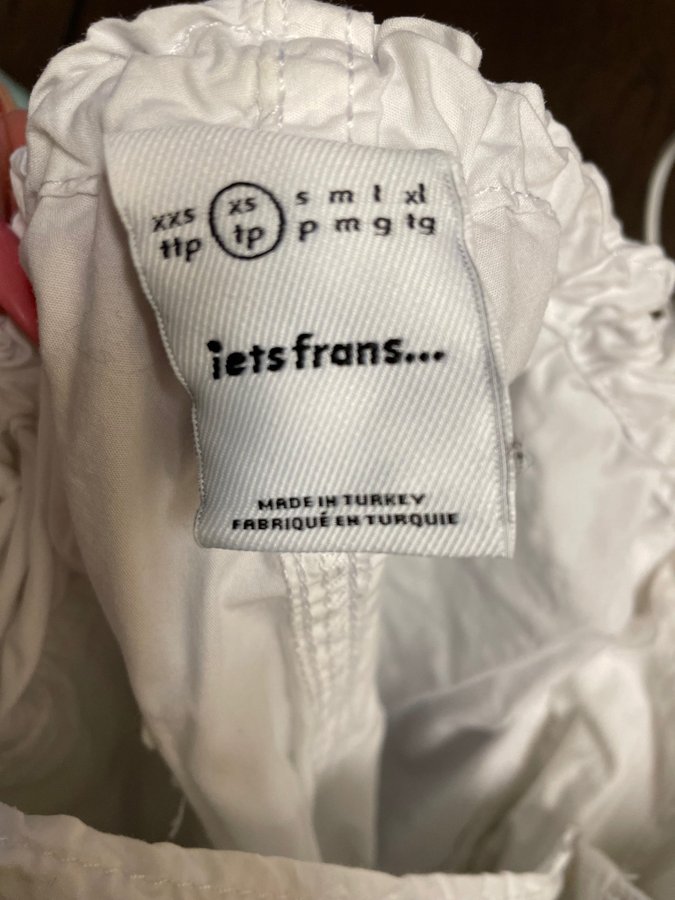 xxs xs s m l xl
ttp tp p m g tg
iets frans...
MADE IN TURKEY
FABRIQUÉ EN TURQUIE